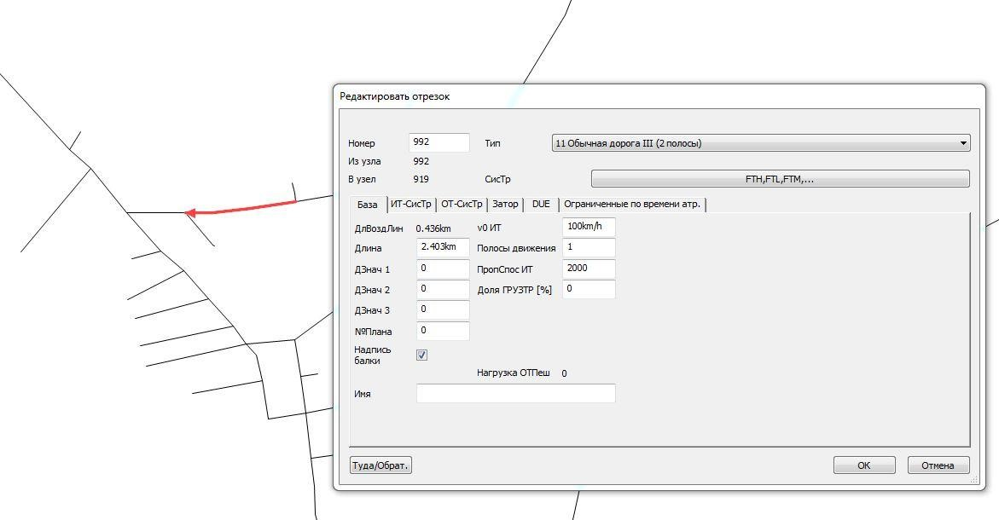 Редактировать отрезок
Номер 992 Тип 11 Обычная дорога III (2 полосы)
Из узла 992
В узел 919 СисТр FTH,FTL,FTM,...
База ИТ-СисТр ОТ-СисТр Затор DUE Ограниченные по времени атр.
ДлВоздЛин 0.436km v0 ИТ 100km/h
Длина 2.403km Полосы движения 1
ДЗнач 1 0 ПропСпос ИТ 2000
ДЗнач 2 0 Доля ГРУЗТР [%] 0
ДЗнач 3 0
№Плана 0
Надпись
балки
Нагрузка ОТПеш 0
Имя
Туда/Обрат. OK Отмена